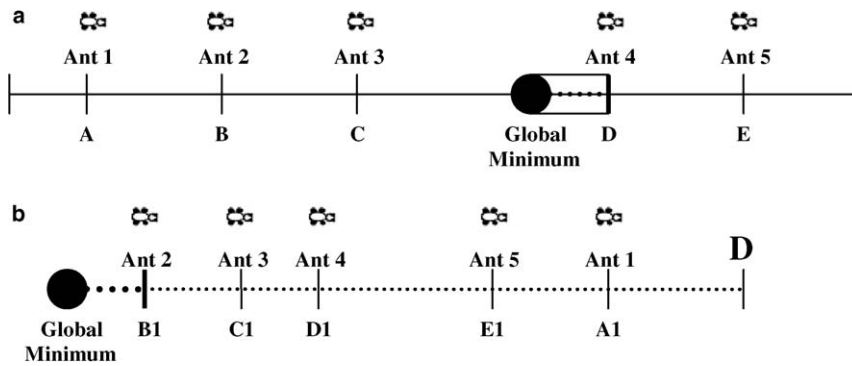 a
Ant 1 Ant 2 Ant 3 Ant 4 Ant 5
A B C Global Minimum D E
b
Ant 2 Ant 3 Ant 4 Ant 5 Ant 1 D
Global Minimum B1 C1 D1 E1 A1